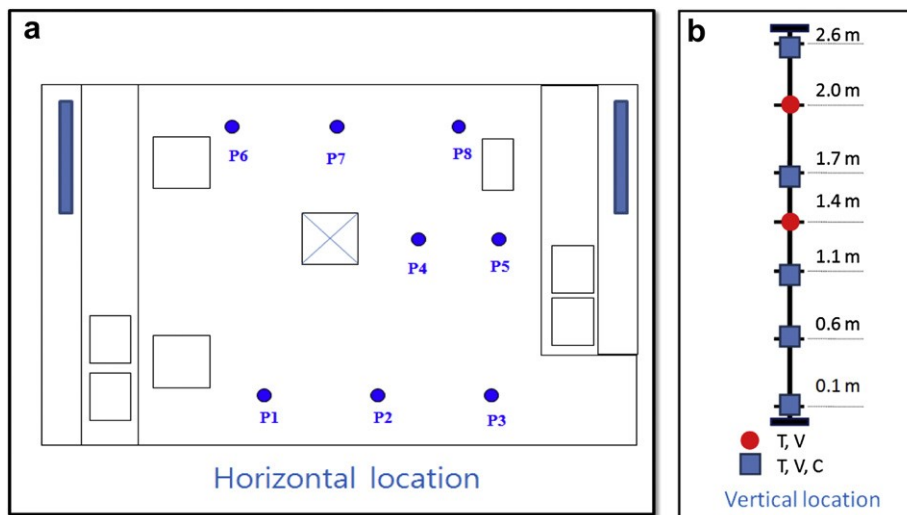 a
P6
P7
P8
P4
P5
P1
P2
P3
Horizontal location
b
2.6 m
2.0 m
1.7 m
1.4 m
1.1 m
0.6 m
0.1 m
T, V
T, V, C
Vertical location